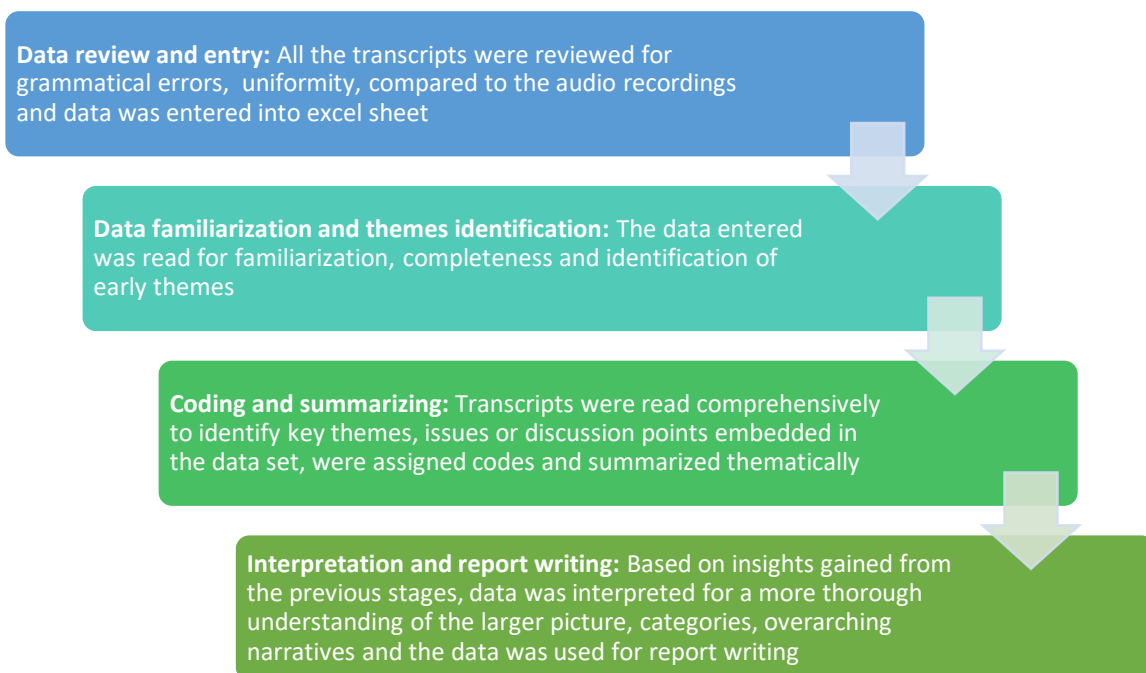 Data review and entry: All the transcripts were reviewed for
grammatical errors, uniformity, compared to the audio recordings
and data was entered into excel sheet
Data familiarization and themes identification: The data entered
was read for familiarization, completeness and identification of
early themes
Coding and summarizing: Transcripts were read comprehensively
to identify key themes, issues or discussion points embedded in
the data set, were assigned codes and summarized thematically
Interpretation and report writing: Based on insights gained from
the previous stages, data was interpreted for a more thorough
understanding of the larger picture, categories, overarching
narratives and the data was used for report writing